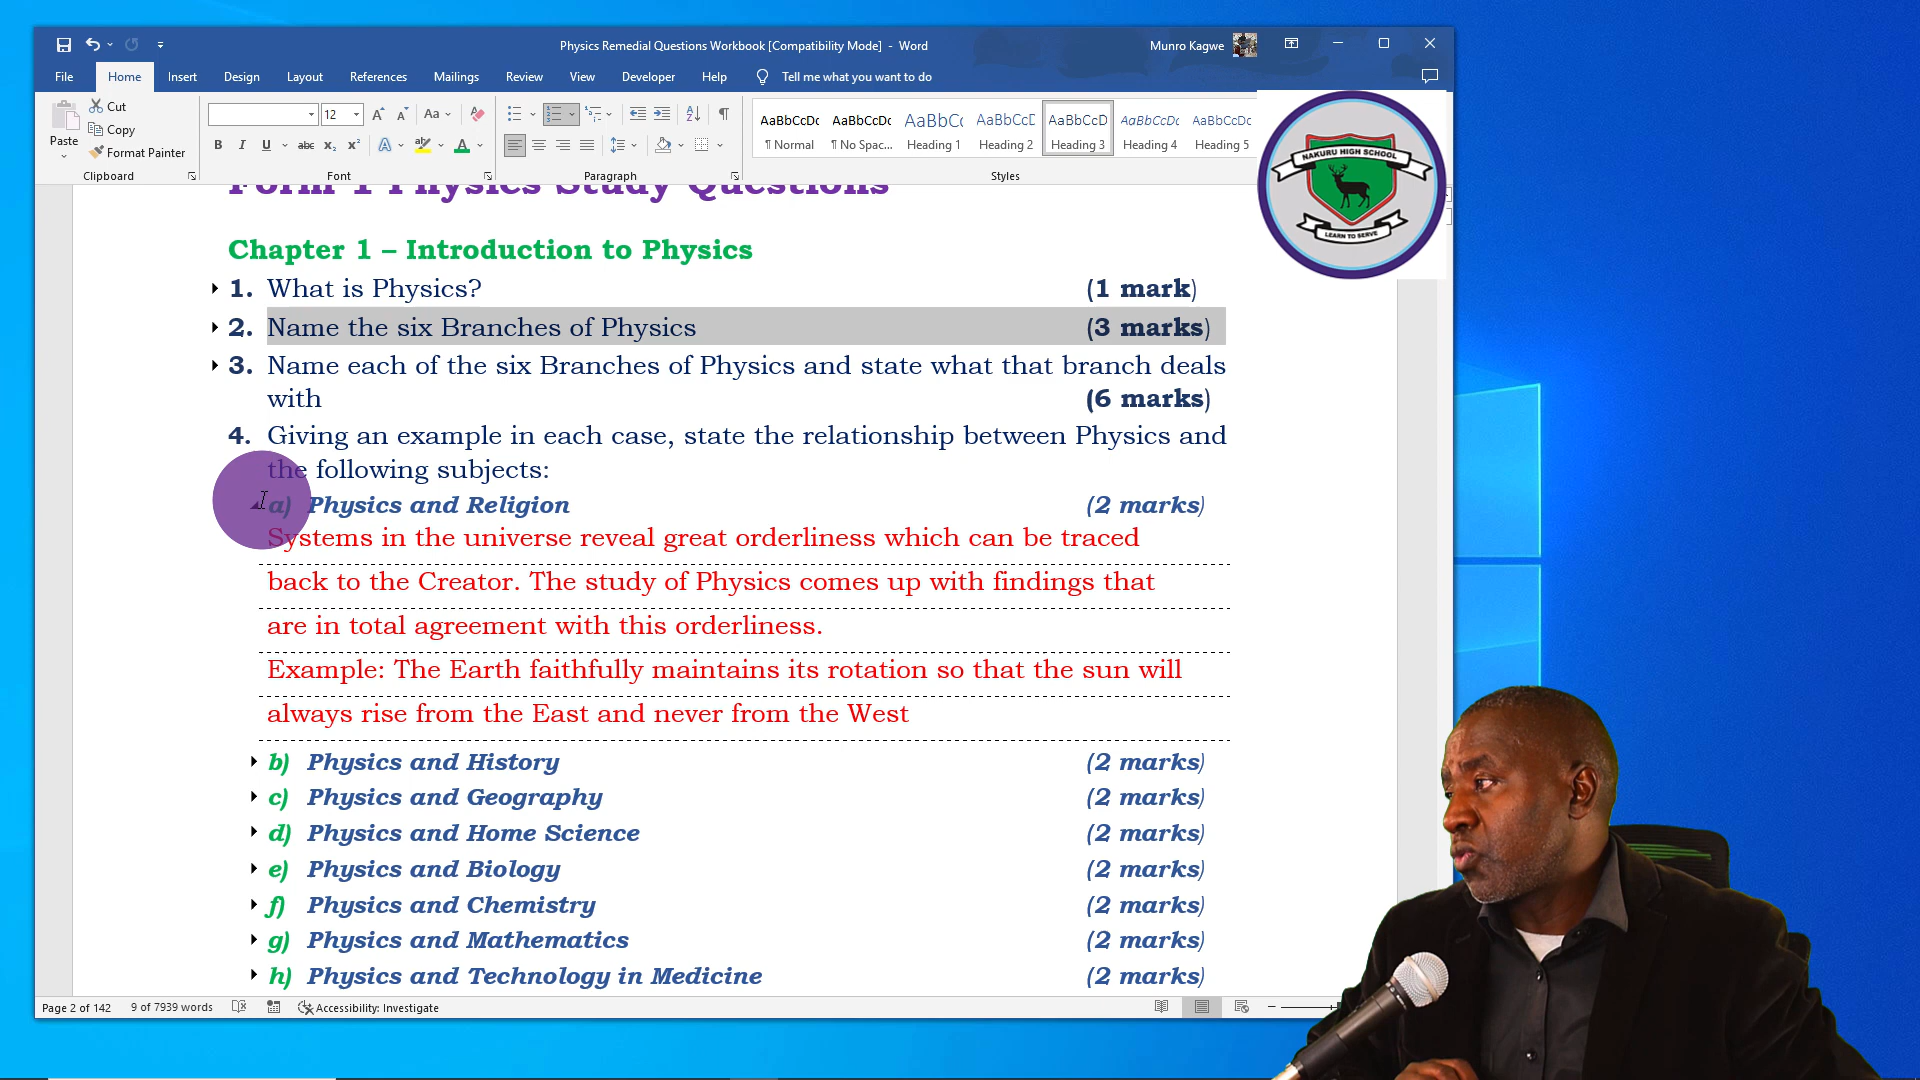 Physics Remedial Questions Workbook [Compatibility Mode] - Word
Munro Kagwe
File Home Insert Design Layout References Mailings Review View Developer Help Tell me what you want to do
Cut
Copy
Format Painter
Paste
12
Aa
B I U abc x₂ x² A A
AaBbCcDc AaBbCcDc AaBbCc AaBbCcD AaBbCcD AaBbCcDc AaBbCcDc
¶ Normal ¶ No Spac... Heading 1 Heading 2 Heading 3 Heading 4 Heading 5
Clipboard Font Paragraph Styles
NAKURU HIGH SCHOOL
LEARN TO SERVE
Form 1 Physics Study Questions
Chapter 1 – Introduction to Physics
1. What is Physics? (1 mark)
2. Name the six Branches of Physics (3 marks)
3. Name each of the six Branches of Physics and state what that branch deals
with (6 marks)
4. Giving an example in each case, state the relationship between Physics and
the following subjects:
a) Physics and Religion (2 marks)
Systems in the universe reveal great orderliness which can be traced
back to the Creator. The study of Physics comes up with findings that
are in total agreement with this orderliness.
Example: The Earth faithfully maintains its rotation so that the sun will
always rise from the East and never from the West
b) Physics and History (2 marks)
c) Physics and Geography (2 marks)
d) Physics and Home Science (2 marks)
e) Physics and Biology (2 marks)
f) Physics and Chemistry (2 marks)
g) Physics and Mathematics (2 marks)
h) Physics and Technology in Medicine (2 marks)
Page 2 of 142 9 of 7939 words Accessibility: Investigate